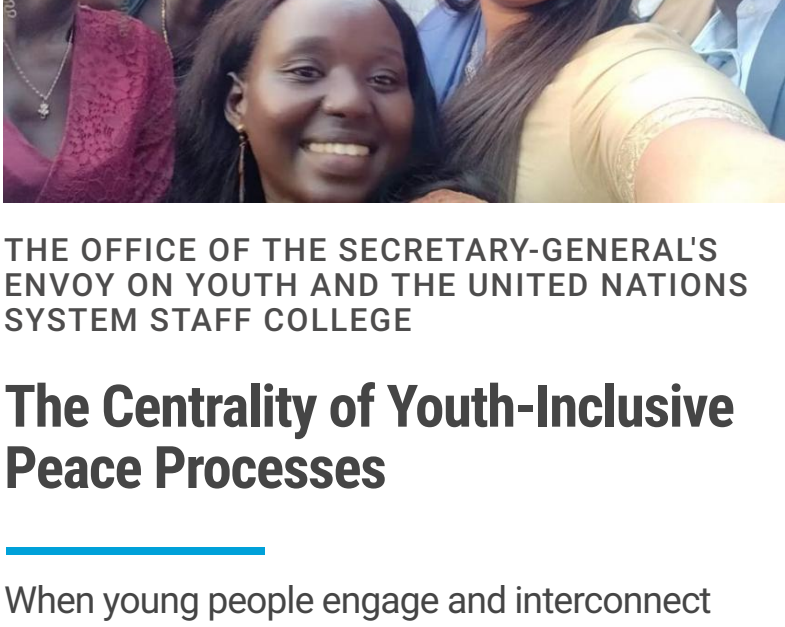 THE OFFICE OF THE SECRETARY-GENERAL'S
ENVOY ON YOUTH AND THE UNITED NATIONS
SYSTEM STAFF COLLEGE
The Centrality of Youth-Inclusive
Peace Processes
When young people engage and interconnect